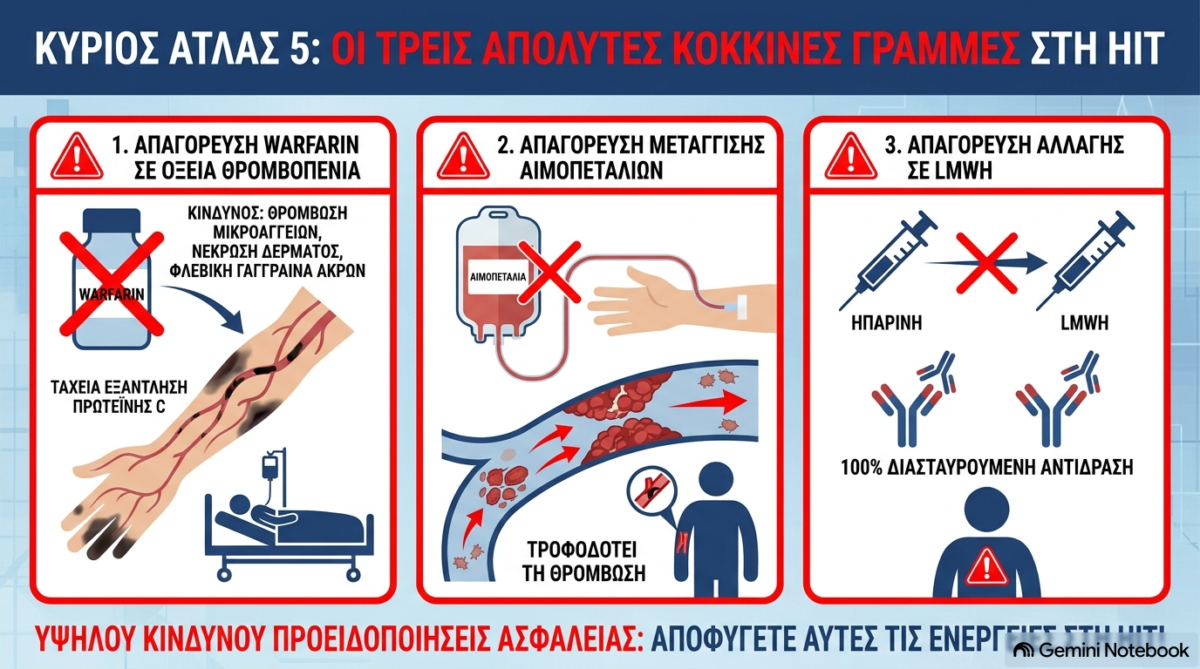 ΚΥΡΙΟΣ ΑΤΛΑΣ 5: ΟΙ ΤΡΕΙΣ ΑΠΟΛΥΤΕΣ ΚΟΚΚΙΝΕΣ ΓΡΑΜΜΕΣ ΣΤΗ HIT
1. ΑΠΑΓΟΡΕΥΣΗ WARFARIN
ΣΕ ΟΞΕΙΑ ΘΡΟΜΒΟΠΕΝΙΑ
ΚΙΝΔΥΝΟΣ: ΘΡΟΜΒΩΣΗ
ΜΙΚΡΟΑΓΓΕΙΩΝ,
ΝΕΚΡΩΣΗ ΔΕΡΜΑΤΟΣ,
ΦΛΕΒΙΚΗ ΓΑΓΓΡΑΙΝΑ ΑΚΡΩΝ
WARFARIN
ΤΑΧΕΙΑ ΕΞΑΝΤΛΗΣΗ
ΠΡΩΤΕΪΝΗΣ C
2. ΑΠΑΓΟΡΕΥΣΗ ΜΕΤΑΓΓΙΣΗΣ
ΑΙΜΟΠΕΤΑΛΙΩΝ
ΑΙΜΟΠΕΤΑΛΙΑ
ΤΡΟΦΟΔΟΤΕΙ
ΤΗ ΘΡΟΜΒΩΣΗ
3. ΑΠΑΓΟΡΕΥΣΗ ΑΛΛΑΓΗΣ
ΣΕ LMWH
ΗΠΑΡΙΝΗ
LMWH
100% ΔΙΑΣΤΑΥΡΟΥΜΕΝΗ ΑΝΤΙΔΡΑΣΗ
ΥΨΗΛΟΥ ΚΙΝΔΥΝΟΥ ΠΡΟΕΙΔΟΠΟΙΗΣΕΙΣ ΑΣΦΑΛΕΙΑΣ: ΑΠΟΦΥΓΕΤΕ ΑΥΤΕΣ ΤΙΣ ΕΝΕΡΓΕΙΕΣ ΣΤΗ HIT!
Gemini Notebook